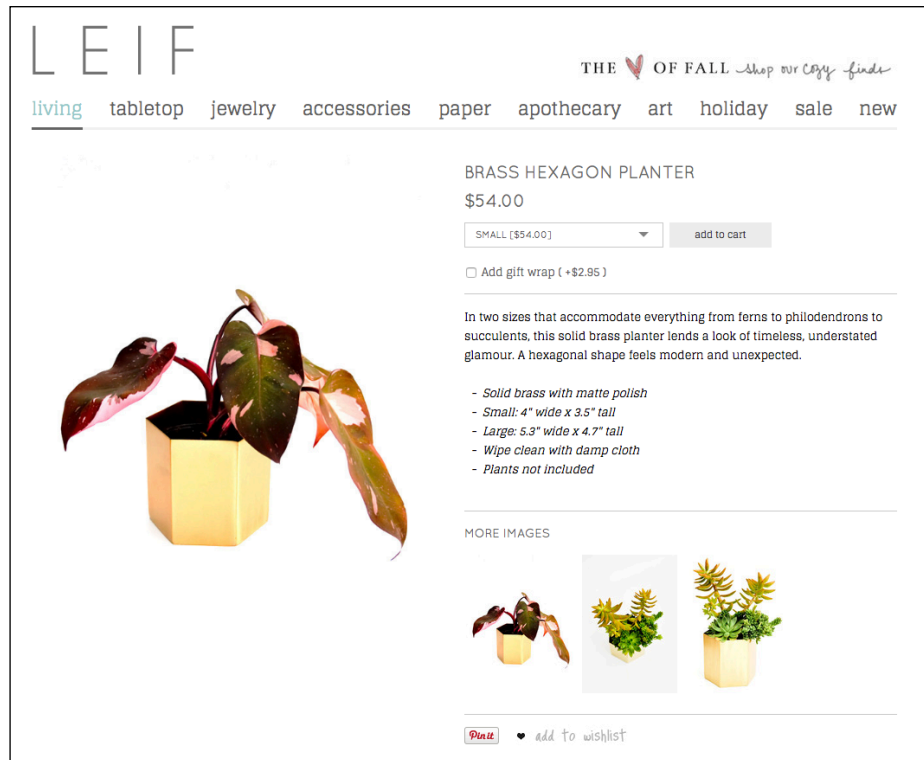 LEIF
THE OF FALL shop our cozy finds
living tabletop jewelry accessories paper apothecary art holiday sale new
BRASS HEXAGON PLANTER
$54.00
SMALL [$54.00] add to cart
Add gift wrap ( +$2.95 )
In two sizes that accommodate everything from ferns to philodendrons to
succulents, this solid brass planter lends a look of timeless, understated
glamour. A hexagonal shape feels modern and unexpected.
- Solid brass with matte polish
- Small: 4" wide x 3.5" tall
- Large: 5.3" wide x 4.7" tall
- Wipe clean with damp cloth
- Plants not included
MORE IMAGES
Pin it add to wishlist